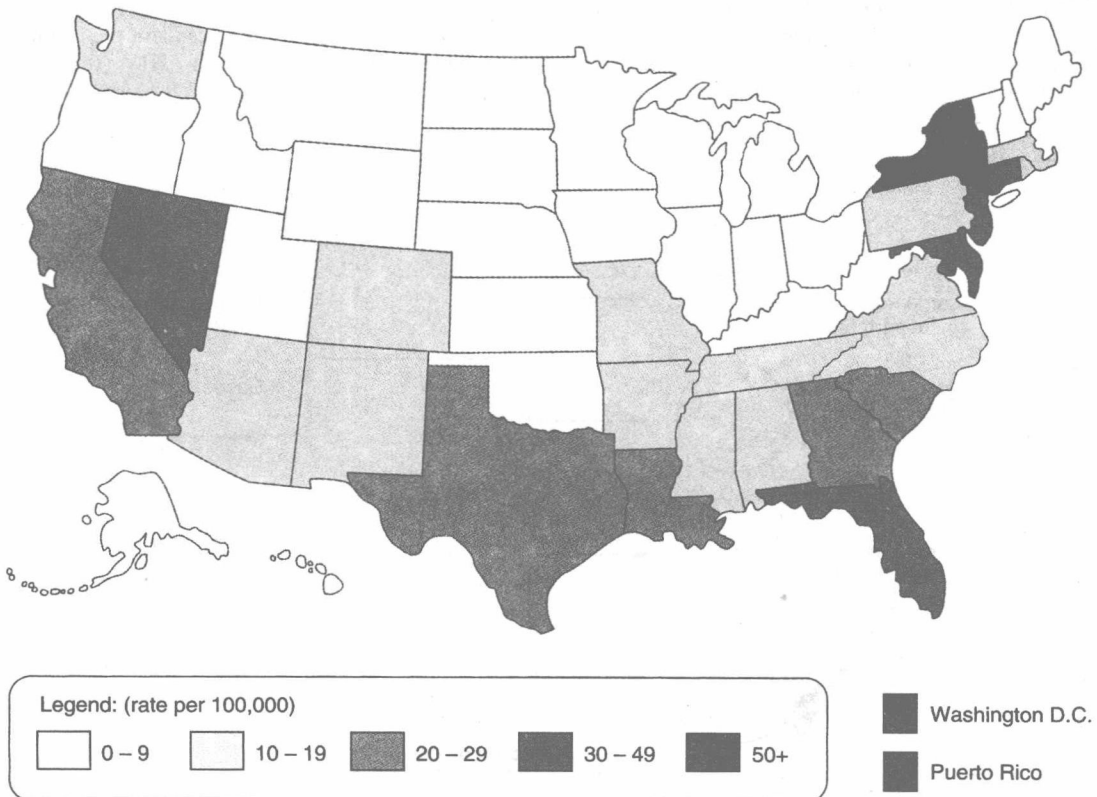 Legend: (rate per 100,000)
0 – 9
10 – 19
20 – 29
30 – 49
50+
Washington D.C.
Puerto Rico